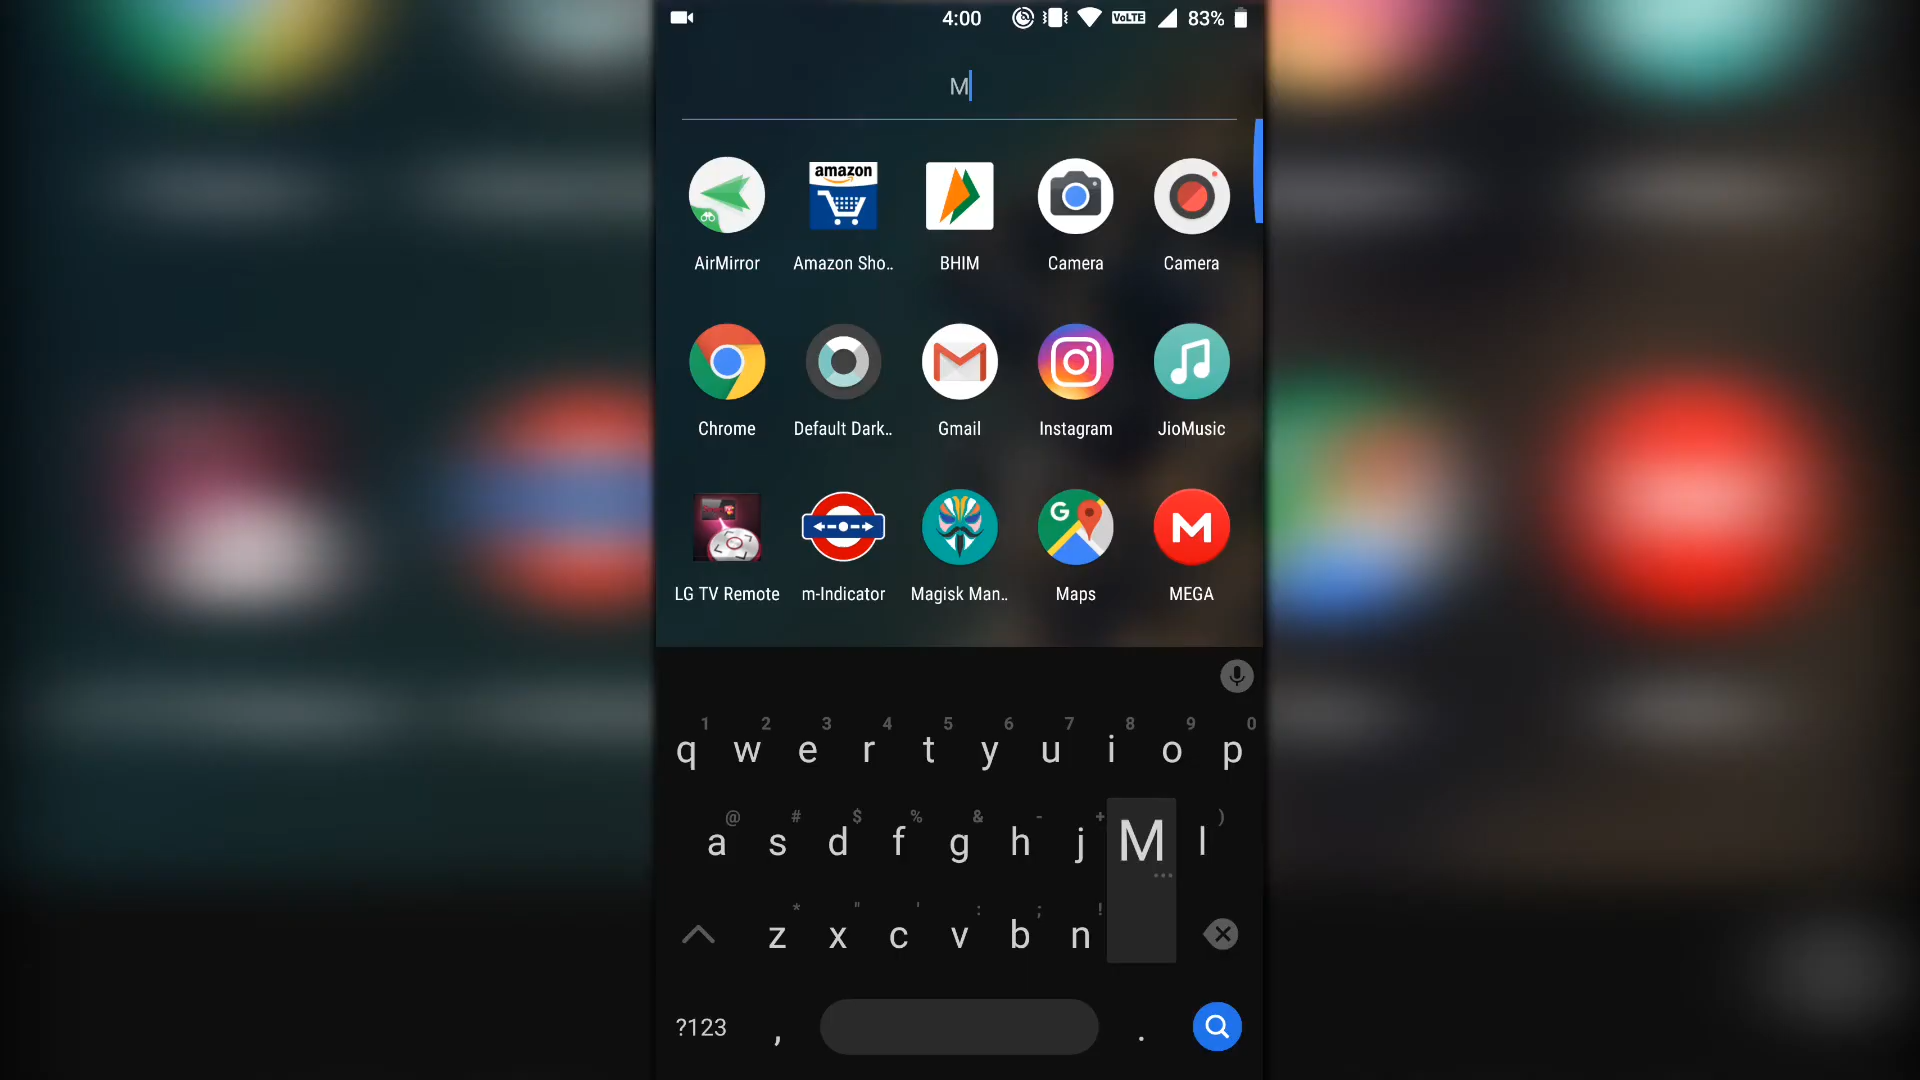 4:00 VoLTE 83%
M
amazon
AirMirror Amazon Sho.. BHIM Camera Camera
Chrome Default Dark.. Gmail Instagram JioMusic
G M
LG TV Remote m-Indicator Magisk Man.. Maps MEGA
1 2 3 4 5 6 7 8 9 0
q w e r t y u i o p
@ # $ % & - + )
a s d f g h j M l
* " ' : ; !
z x c v b n
?123 , .